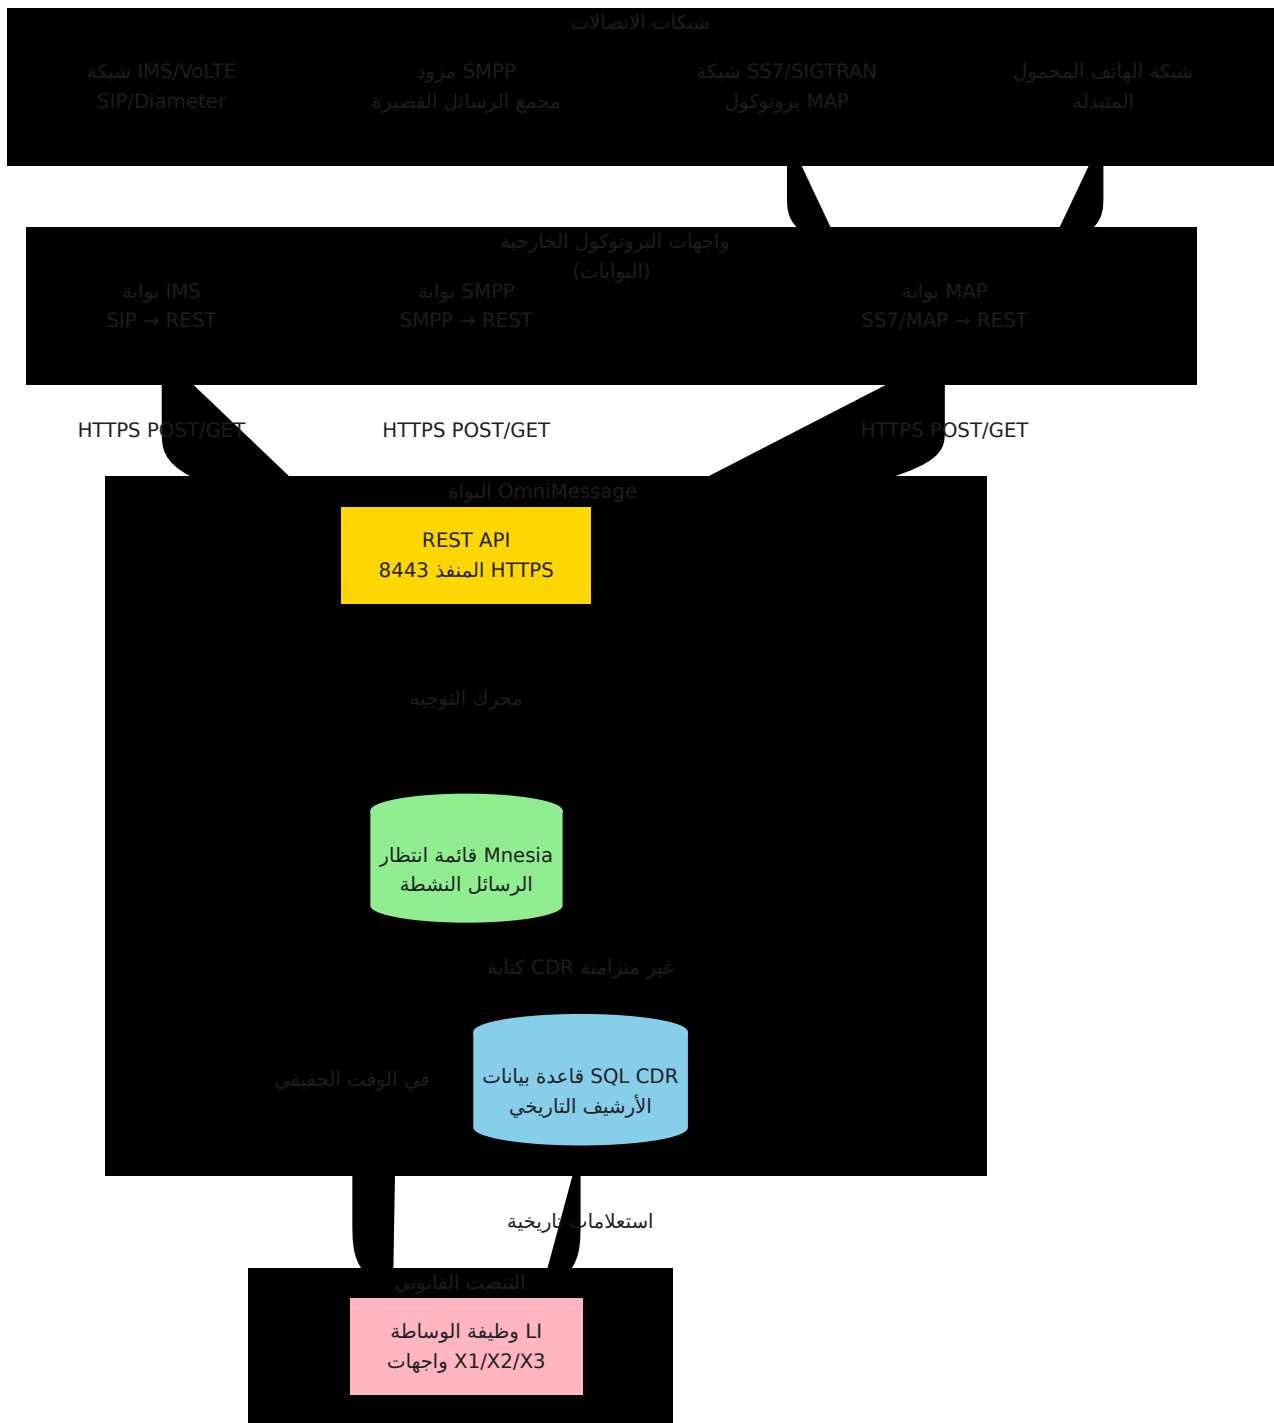 شبكات الاتصالات
شبكة IMS/VoLTE
SIP/Diameter
مزود SMPP
مجمع الرسائل القصيرة
شبكة SS7/SIGTRAN
بروتوكول MAP
شبكة الهاتف المحمول
المتبدلة
واجهات البروتوكول الخارجية
(البوابات)
بوابة IMS
SIP → REST
بوابة SMPP
SMPP → REST
بوابة MAP
SS7/MAP → REST
HTTPS POST/GET
HTTPS POST/GET
HTTPS POST/GET
النواة OmniMessage
REST API
8443 المنفذ HTTPS
محرك التوجيه
قائمة انتظار Mnesia
الرسائل النشطة
كتابة CDR غير متزامنة
قاعدة بيانات SQL CDR
الأرشيف التاريخي
في الوقت الحقيقي
استعلامات تاريخية
التنصت القانوني
وظيفة الوساطة LI
واجهات X1/X2/X3